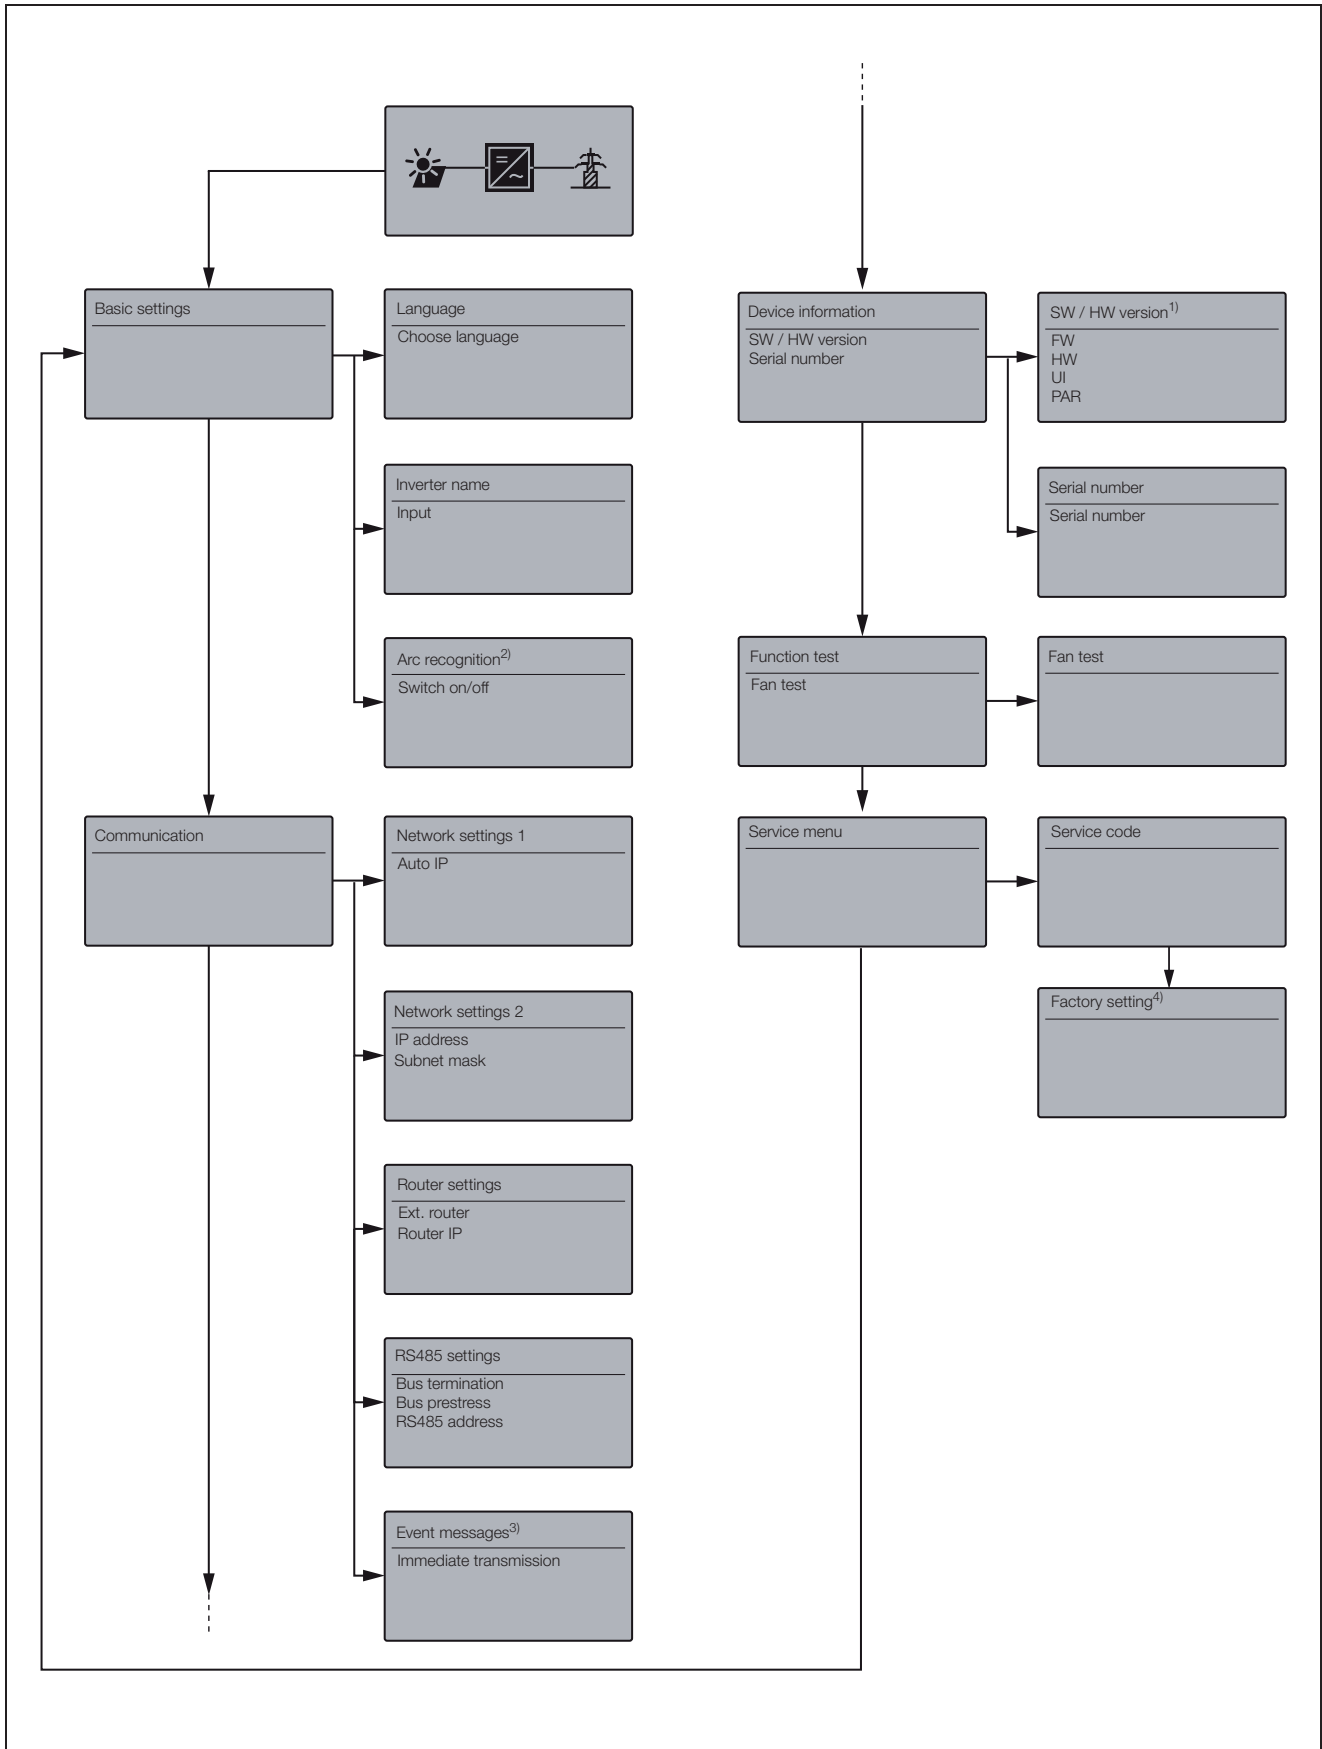 Basic settings
Language
Choose language
Inverter name
Input
Arc recognition2)
Switch on/off
Communication
Network settings 1
Auto IP
Network settings 2
IP address
Subnet mask
Router settings
Ext. router
Router IP
RS485 settings
Bus termination
Bus prestress
RS485 address
Event messages3)
Immediate transmission
Device information
SW / HW version
Serial number
SW / HW version1)
FW
HW
UI
PAR
Serial number
Serial number
Function test
Fan test
Fan test
Service menu
Service code
Factory setting4)